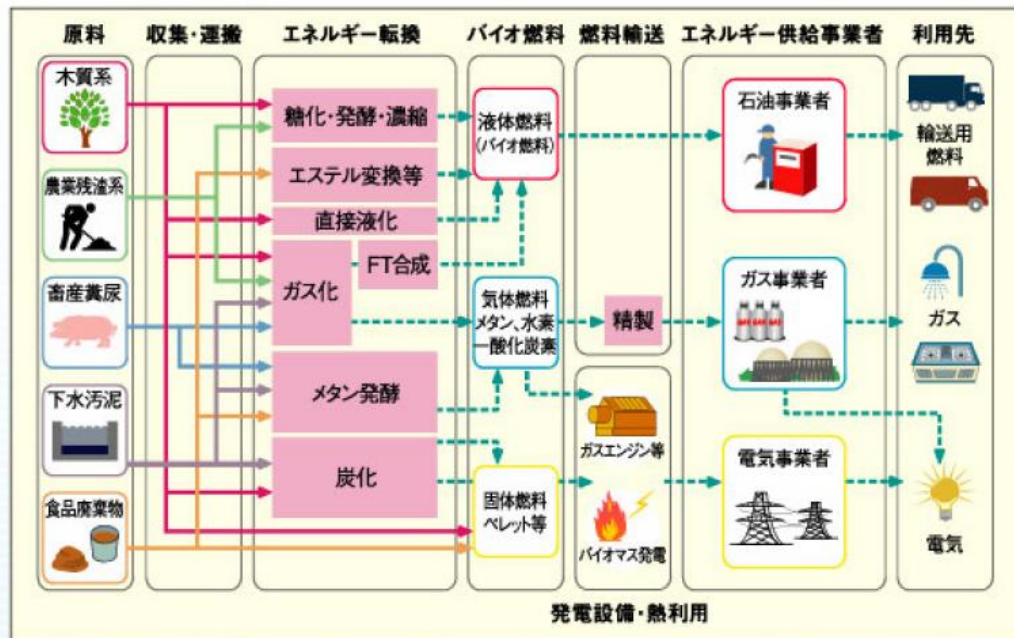 原料
収集・運搬
エネルギー転換
バイオ燃料
燃料輸送
エネルギー供給事業者
利用先
木質系
農業残渣系
畜産糞尿
下水汚泥
食品廃棄物
糖化・発酵・濃縮
エステル変換等
直接液化
ガス化
FT合成
メタン発酵
炭化
液体燃料
(バイオ燃料)
気体燃料
メタン、水素
一酸化炭素
固体燃料
ペレット等
精製
ガスエンジン等
バイオマス発電
石油事業者
ガス事業者
電気事業者
輸送用
燃料
ガス
電気
発電設備・熱利用